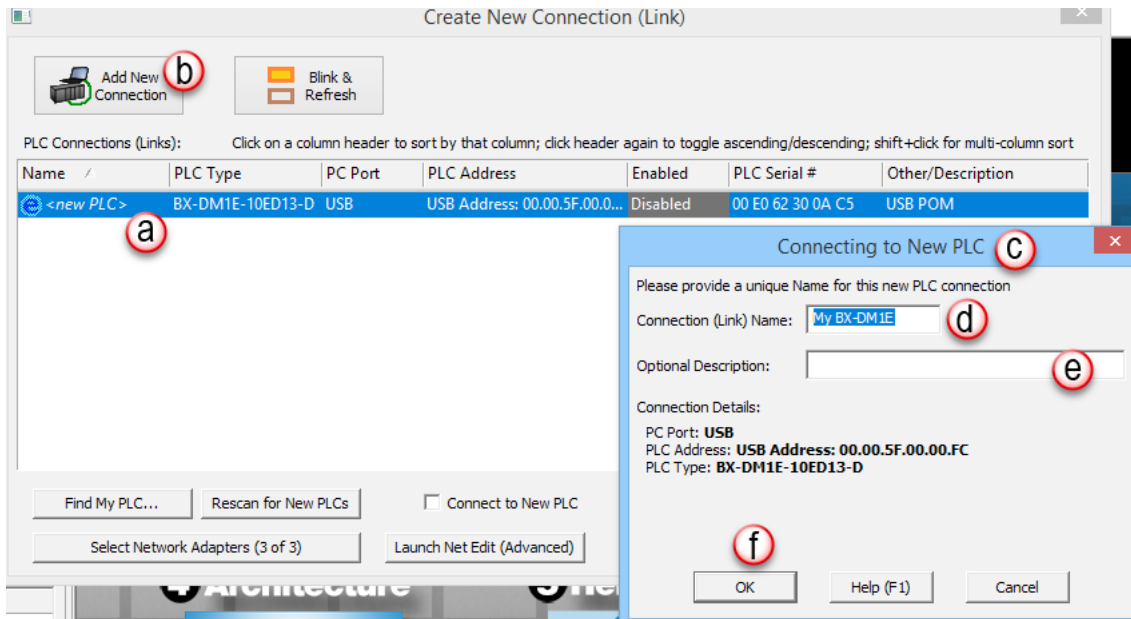 Create New Connection (Link)
Add New
Connection
b
Blink &
Refresh
PLC Connections (Links):
Click on a column header to sort by that column; click header again to toggle ascending/descending; shift+click for multi-column sort
Name PLC Type PC Port PLC Address Enabled PLC Serial # Other/Description
<new PLC> BX-DM1E-10ED13-D USB USB Address: 00.00.5F.00.0... Disabled 00 E0 62 30 0A C5 USB POM
a
Connecting to New PLC
c
Please provide a unique Name for this new PLC connection
Connection (Link) Name: My BX-DM1E
d
Optional Description:
e
Connection Details:
PC Port: USB
PLC Address: USB Address: 00.00.5F.00.00.FC
PLC Type: BX-DM1E-10ED13-D
f
OK Help (F1) Cancel
Find My PLC... Rescan for New PLCs Connect to New PLC
Select Network Adapters (3 of 3) Launch Net Edit (Advanced)
4 Architecture